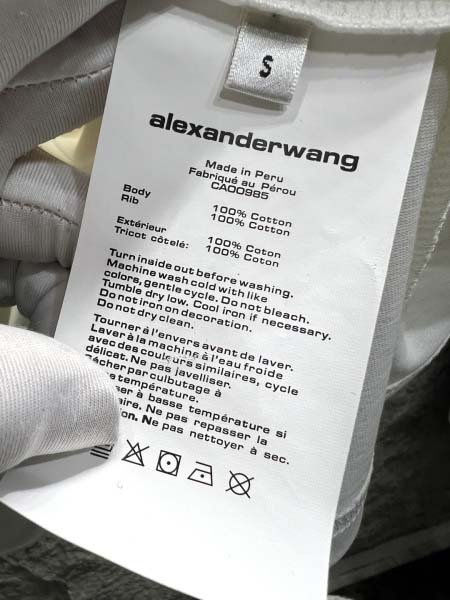 S
alexanderwang
Made in Peru
Fabriqué au Pérou
CA00985
Body 100% Cotton
Rib 100% Cotton
Extérieur 100% Cotton
Tricot côtelé: 100% Cotton
Turn inside out before washing.
Machine wash cold with like
colors, gentle cycle. Do not bleach.
Tumble dry low. Cool iron if necessary.
Do not iron on decoration.
Do not dry clean.
Tourner à l'envers avant de laver.
Laver à la machine à l'eau froide
avec des couleurs similaires, cycle
délicat. Ne pas javelliser.
Sécher par culbutage à
température.
à basse température si
Ne pas repasser la
Ne pas nettoyer à sec.